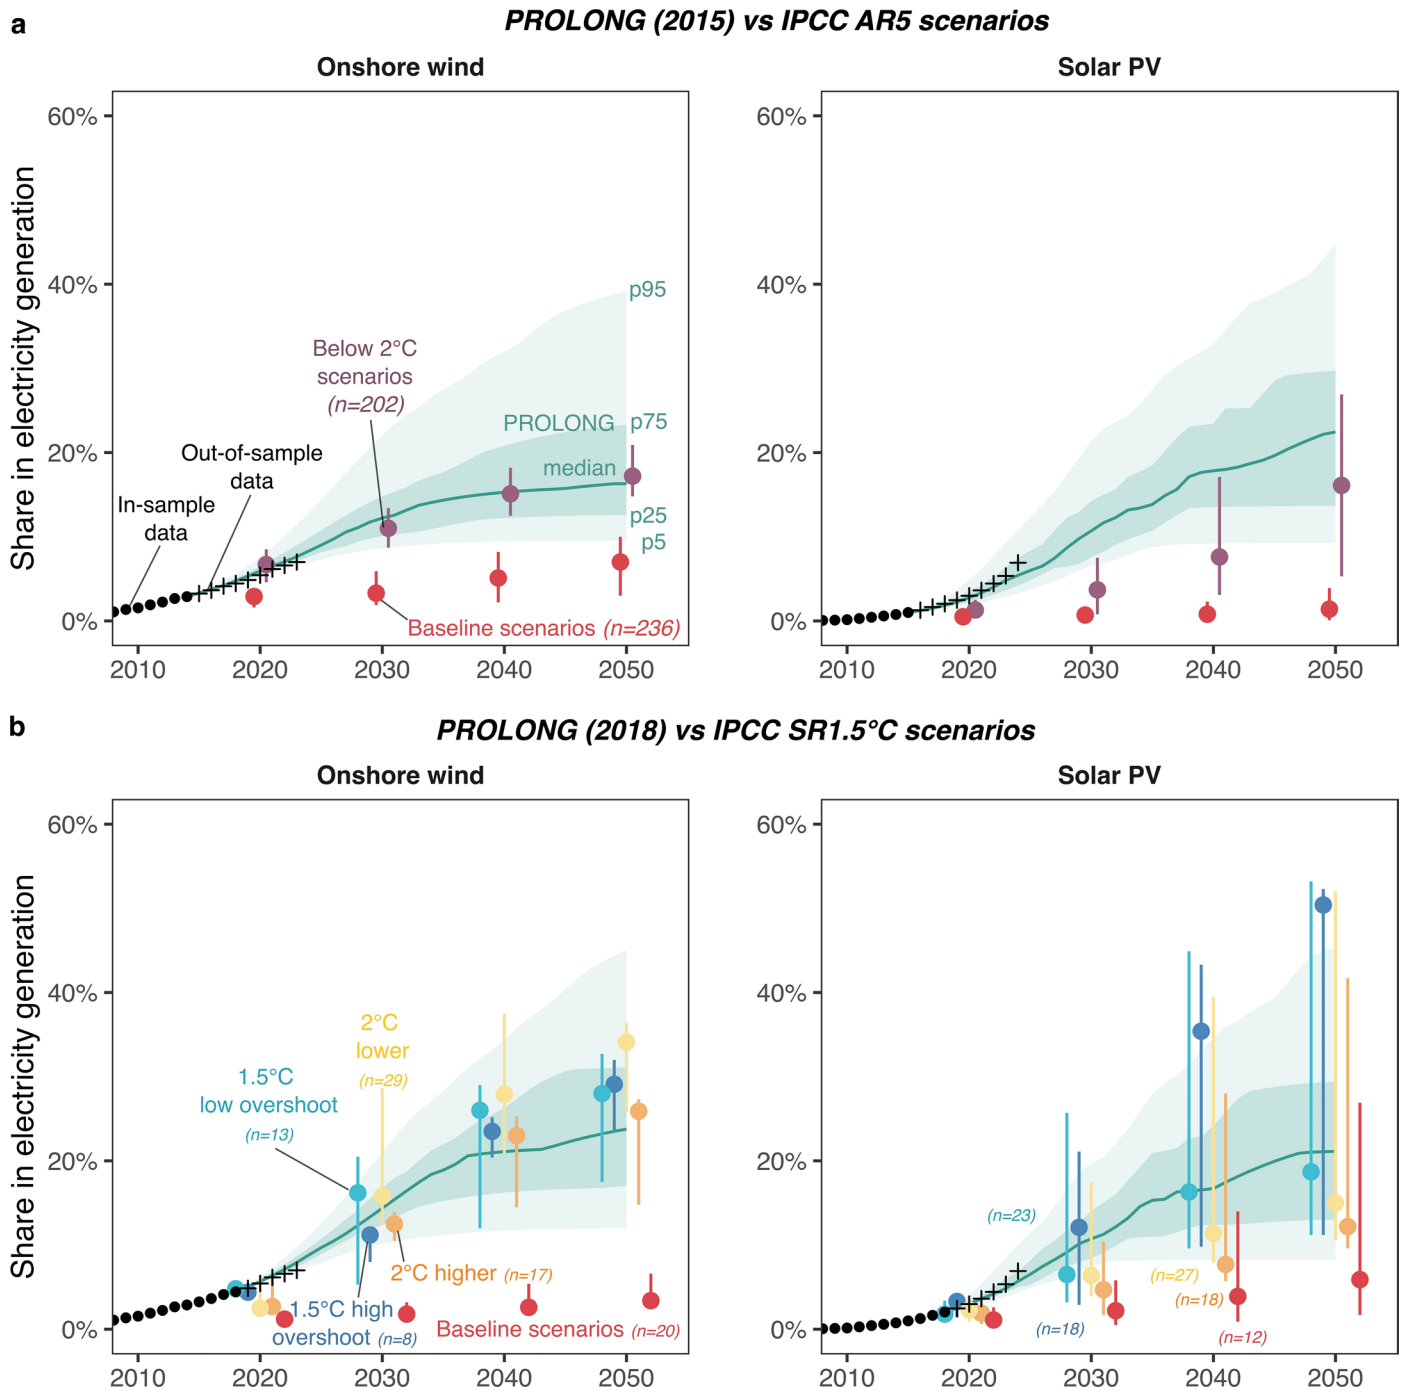 a
PROLONG (2015) vs IPCC AR5 scenarios
Onshore wind
Solar PV
Share in electricity generation
60%
40%
20%
0%
Below 2°C
scenarios
(n=202)
Out-of-sample
data
In-sample
data
p95
PROLONG
p75
median
p25
p5
Baseline scenarios (n=236)
2010
2020
2030
2040
2050
60%
40%
20%
0%
2010
2020
2030
2040
2050
b
PROLONG (2018) vs IPCC SR1.5°C scenarios
Onshore wind
Solar PV
Share in electricity generation
60%
40%
20%
0%
2°C
lower
(n=29)
1.5°C
low overshoot
(n=13)
2°C higher (n=17)
1.5°C high
overshoot (n=8)
Baseline scenarios (n=20)
2010
2020
2030
2040
2050
60%
40%
20%
0%
(n=23)
(n=27)
(n=18)
(n=18)
(n=12)
2010
2020
2030
2040
2050